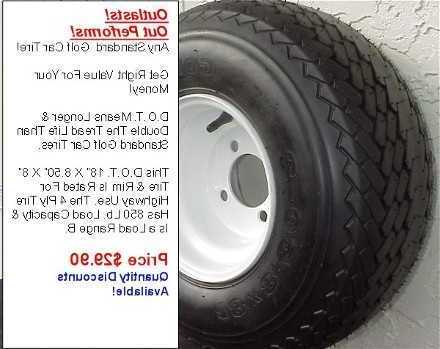 Outlasts!
Out Performs!
Any Standard Golf Car Tire!
Get Right Value For Your
Money!
D.O.T. Means Longer &
Double The Tread Life Than
Standard Golf Car Tires.
This D.O.T. 18" X 8.50" X 8"
Tire & Rim Is Rated For
Highway Use. The 4 Ply Tire
Has 850 Lb. Load Capacity &
Is a Load Range B
Price $29.90
Quantity Discounts
Available!